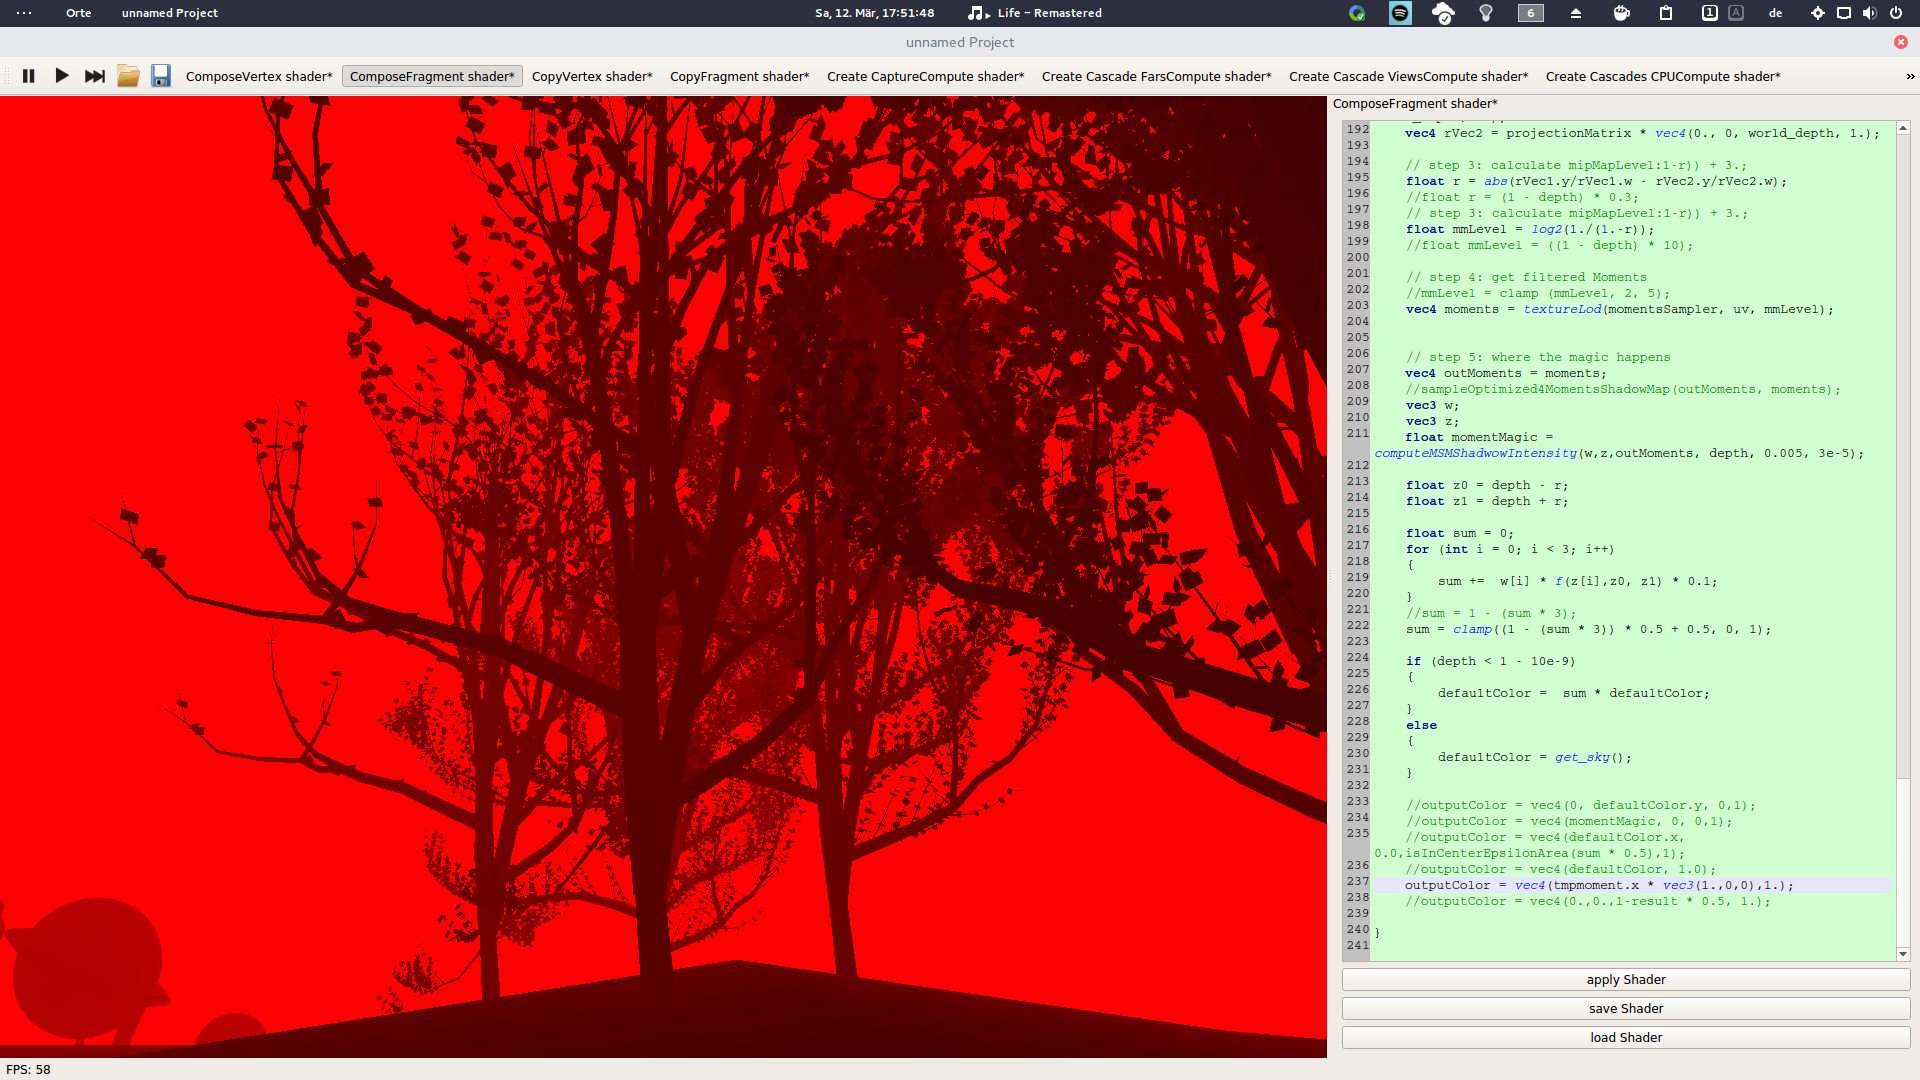 Orte unnamed Project Sa, 12. Mär, 17:51:48 Life – Remastered 6 1 A de
unnamed Project
ComposeVertex shader* ComposeFragment shader* CopyVertex shader* CopyFragment shader* Create CaptureCompute shader* Create Cascade FarsCompute shader* Create Cascade ViewsCompute shader* Create Cascades CPUCompute shader* »
ComposeFragment shader*
192 vec4 rVec2 = projectionMatrix * vec4(0., 0, world_depth, 1.);
193
194 // step 3: calculate mipMapLevel:1-r)) + 3.;
195 float r = abs(rVec1.y/rVec1.w - rVec2.y/rVec2.w);
196 //float r = (1 - depth) * 0.3;
197 // step 3: calculate mipMapLevel:1-r)) + 3.;
198 float mmLevel = log2(1./(1.-r));
199 //float mmLevel = ((1 - depth) * 10);
200
201 // step 4: get filtered Moments
202 //mmLevel = clamp (mmLevel, 2, 5);
203 vec4 moments = textureLod(momentsSampler, uv, mmLevel);
204
205
206 // step 5: where the magic happens
207 vec4 outMoments = moments;
208 //sampleOptimized4MomentsShadowMap(outMoments, moments);
209 vec3 w;
210 vec3 z;
211 float momentMagic =
computeMSMShadwowIntensity(w,z,outMoments, depth, 0.005, 3e-5);
212
213 float z0 = depth - r;
214 float z1 = depth + r;
215
216 float sum = 0;
217 for (int i = 0; i < 3; i++)
218 {
219 sum += w[i] * f(z[i],z0, z1) * 0.1;
220 }
221 //sum = 1 - (sum * 3);
222 sum = clamp((1 - (sum * 3)) * 0.5 + 0.5, 0, 1);
223
224 if (depth < 1 - 10e-9)
225 {
226 defaultColor = sum * defaultColor;
227 }
228 else
229 {
230 defaultColor = get_sky();
231 }
232
233 //outputColor = vec4(0, defaultColor.y, 0,1);
234 //outputColor = vec4(momentMagic, 0, 0,1);
235 //outputColor = vec4(defaultColor.x,
0.0,isInCenterEpsilonArea(sum * 0.5),1);
236 //outputColor = vec4(defaultColor, 1.0);
237 outputColor = vec4(tmpmoment.x * vec3(1.,0,0),1.);
238 //outputColor = vec4(0.,0.,1-result * 0.5, 1.);
239
240 }
241
apply Shader
save Shader
load Shader
FPS: 58